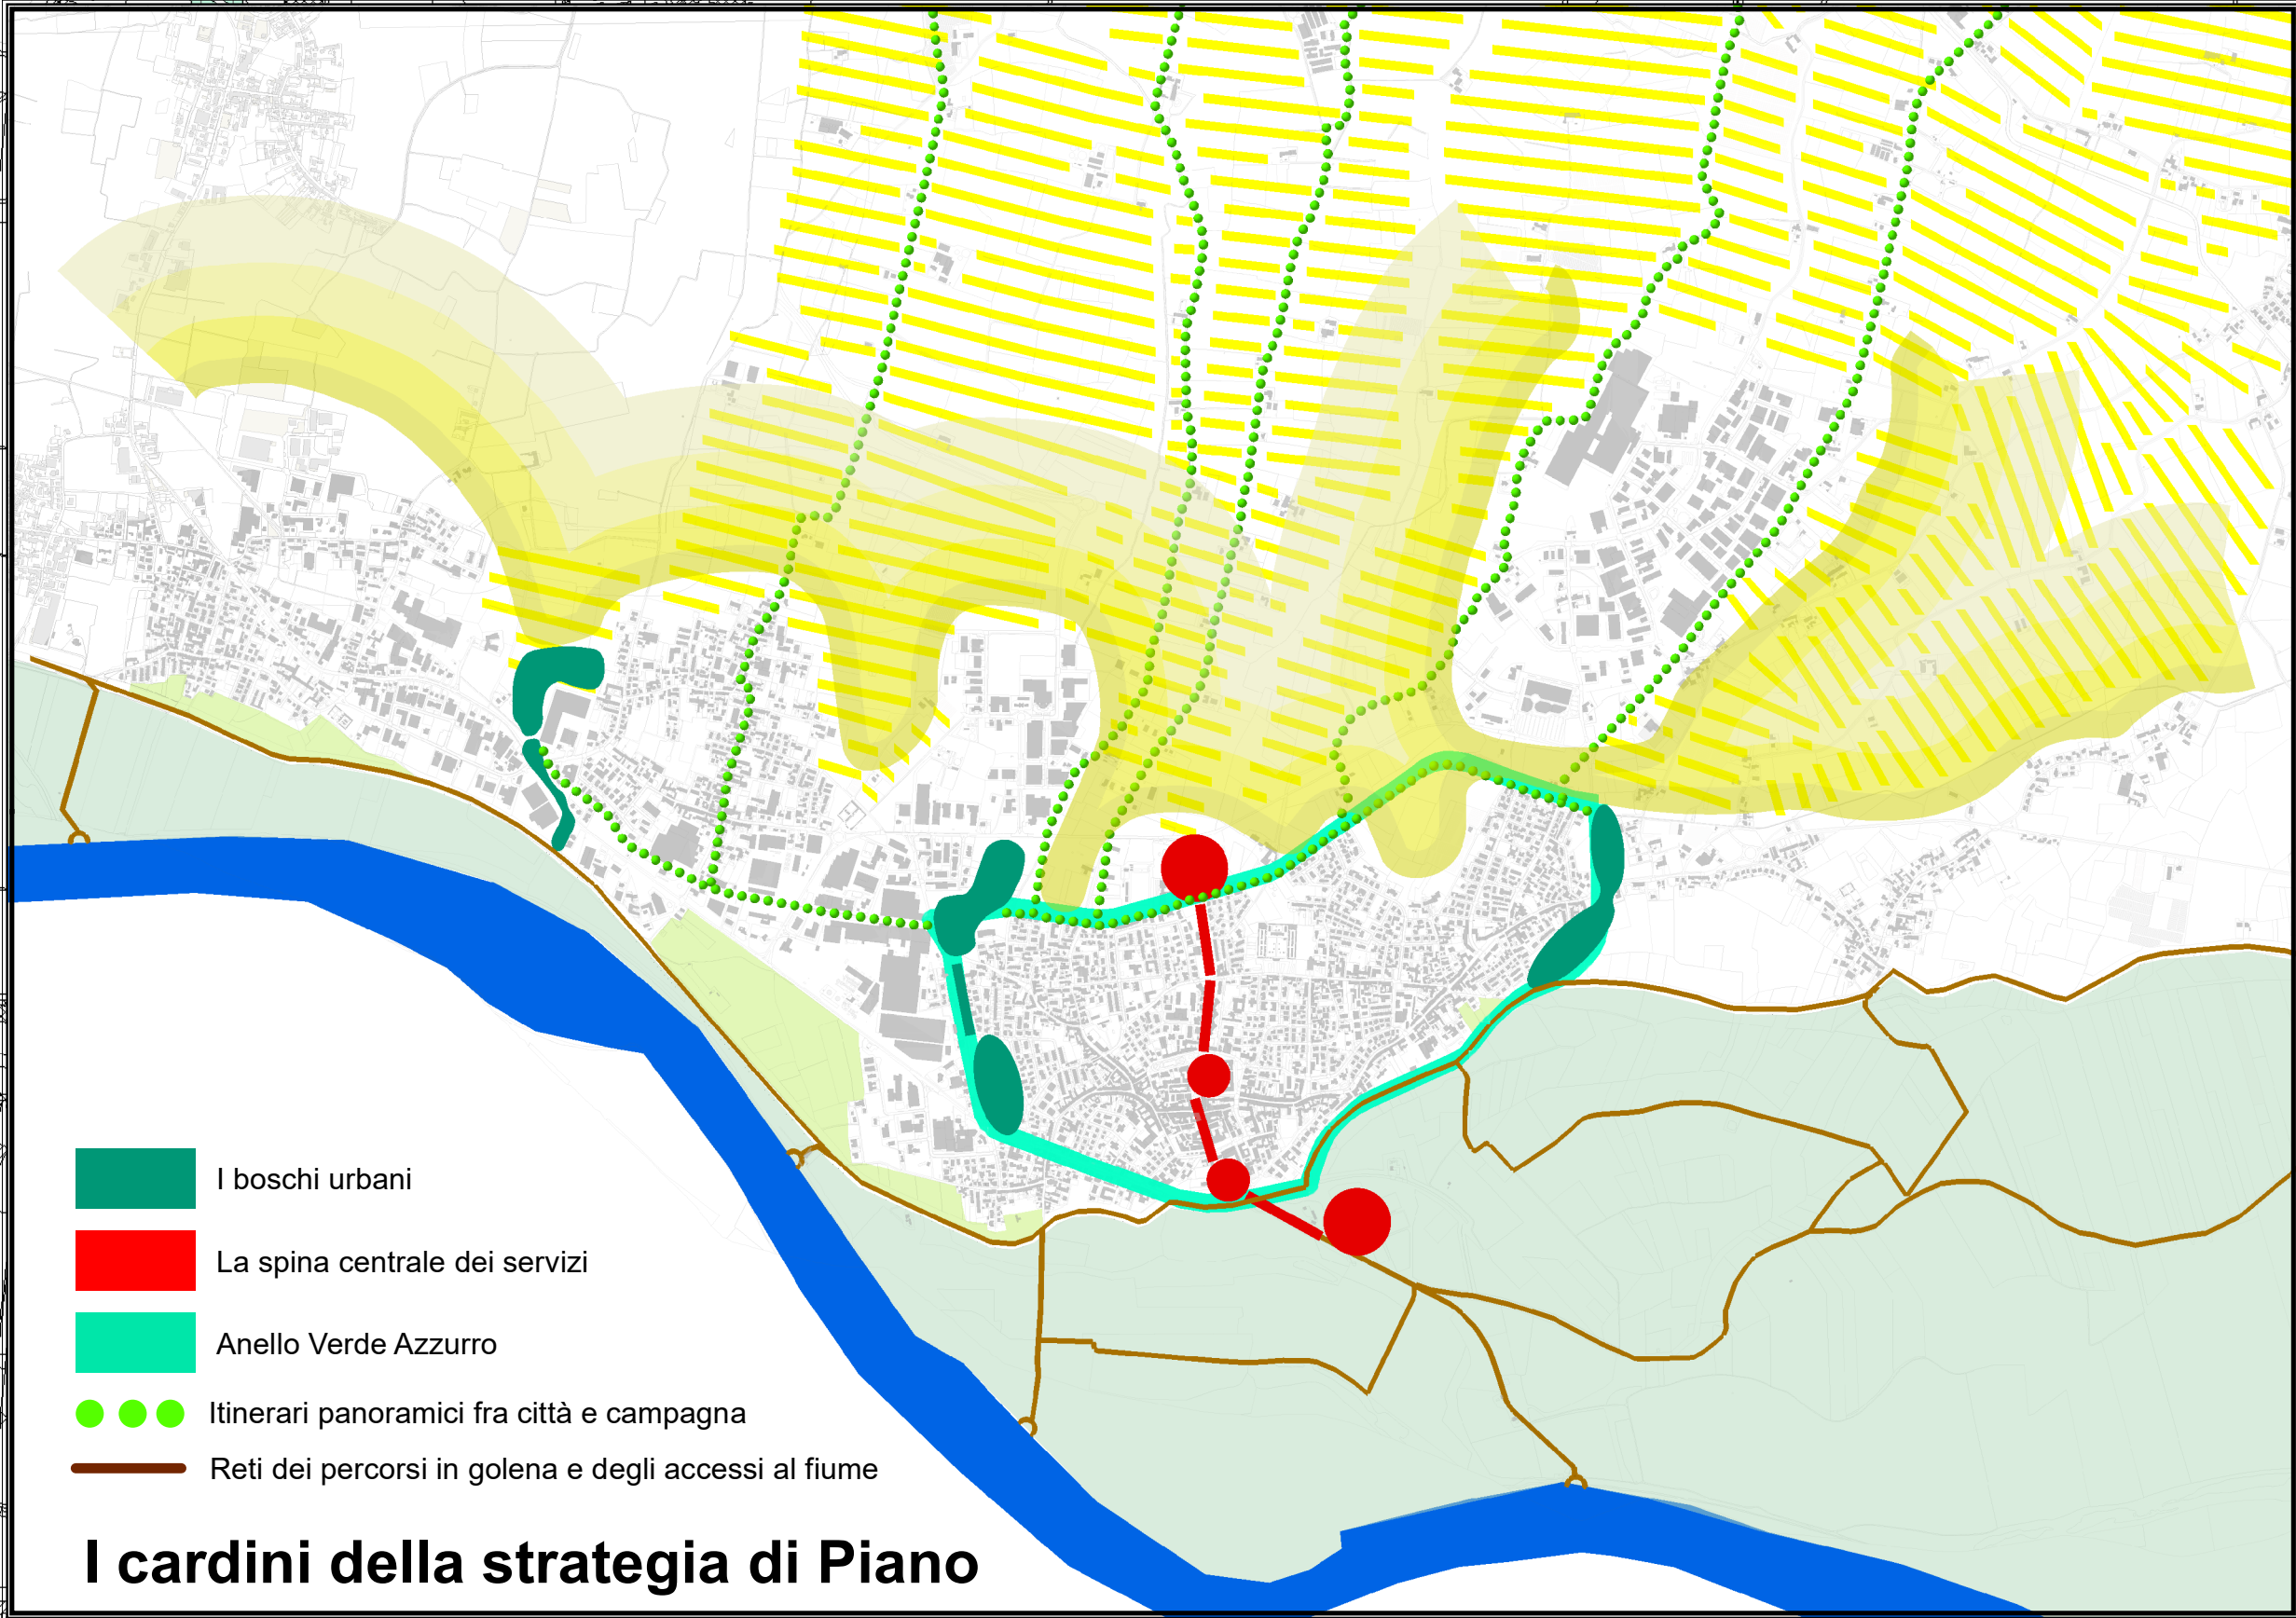 I boschi urbani
La spina centrale dei servizi
Anello Verde Azzurro
Itinerari panoramici fra città e campagna
Reti dei percorsi in golena e degli accessi al fiume
I cardini della strategia di Piano